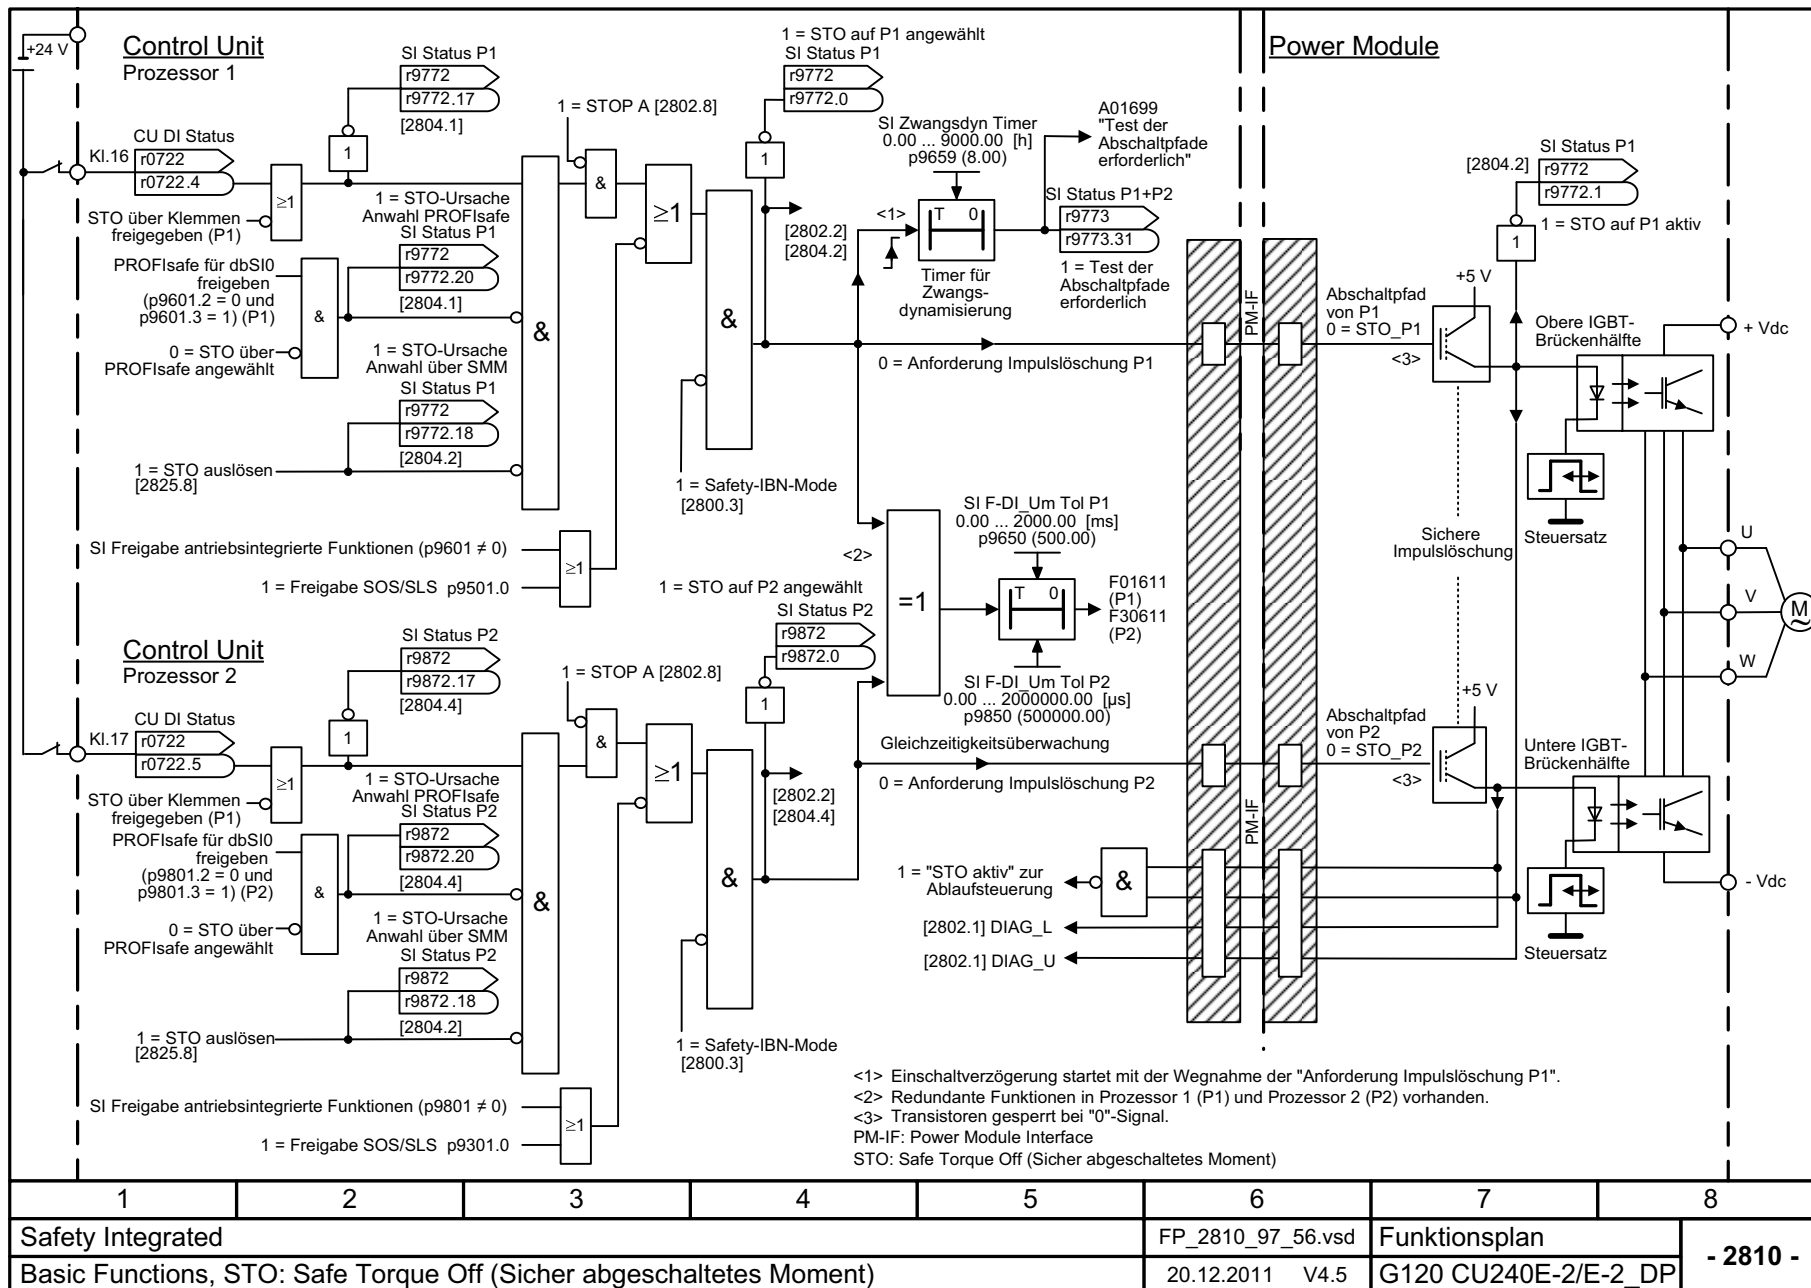 +24 V
Control Unit
Prozessor 1
SI Status P1
r9772
r9772.17
[2804.1]
1 = STOP A [2802.8]
1 = STO auf P1 angewählt
SI Status P1
r9772
r9772.0
SI Zwangsdyn Timer
0.00 ... 9000.00 [h]
p9659 (8.00)
A01699
"Test der
Abschaltpfade
erforderlich"
Power Module
[2804.2]
SI Status P1
r9772
r9772.1
1 = STO auf P1 aktiv
1
CU DI Status
Kl.16
r0722
r0722.4
STO über Klemmen
freigegeben (P1)
≥1
1
&
≥1
1
1 = STO-Ursache
Anwahl PROFIsafe
SI Status P1
r9772
r9772.20
[2804.1]
PROFIsafe für dbSI0
freigeben
(p9601.2 = 0 und
p9601.3 = 1) (P1)
&
0 = STO über
PROFIsafe angewählt
1 = STO-Ursache
Anwahl über SMM
SI Status P1
r9772
r9772.18
[2804.2]
1 = STO auslösen
[2825.8]
&
&
[2802.2]
[2804.2]
<1>
T 0
Timer für
Zwangs-
dynamisierung
SI Status P1+P2
r9773
r9773.31
1 = Test der
Abschaltpfade
erforderlich
PM-IF
0 = Anforderung Impulslöschung P1
Abschaltpfad
von P1
0 = STO_P1
<3>
+5 V
Obere IGBT-
Brückenhälfte
+ Vdc
1 = Safety-IBN-Mode
[2800.3]
SI Freigabe antriebsintegrierte Funktionen (p9601 ≠ 0)
1 = Freigabe SOS/SLS p9501.0
≥1
<2>
=1
SI F-DI_Um Tol P1
0.00 ... 2000.00 [ms]
p9650 (500.00)
T 0
F01611
(P1)
F30611
(P2)
SI F-DI_Um Tol P2
0.00 ... 2000000.00 [µs]
p9850 (500000.00)
Gleichzeitigkeitsüberwachung
Sichere
Impulslöschung
Steuersatz
U
V
W
M
~
Control Unit
Prozessor 2
SI Status P2
r9872
r9872.17
[2804.4]
1 = STOP A [2802.8]
1 = STO auf P2 angewählt
SI Status P2
r9872
r9872.0
CU DI Status
Kl.17
r0722
r0722.5
STO über Klemmen
freigegeben (P1)
≥1
1
&
≥1
1
1 = STO-Ursache
Anwahl PROFIsafe
SI Status P2
r9872
r9872.20
[2804.4]
PROFIsafe für dbSI0
freigeben
(p9801.2 = 0 und
p9801.3 = 1) (P2)
&
0 = STO über
PROFIsafe angewählt
1 = STO-Ursache
Anwahl über SMM
SI Status P2
r9872
r9872.18
[2804.2]
1 = STO auslösen
[2825.8]
&
&
[2802.2]
[2804.4]
0 = Anforderung Impulslöschung P2
PM-IF
Abschaltpfad
von P2
0 = STO_P2
<3>
+5 V
Untere IGBT-
Brückenhälfte
- Vdc
Steuersatz
1 = "STO aktiv" zur
Ablaufsteuerung
&
[2802.1] DIAG_L
[2802.1] DIAG_U
1 = Safety-IBN-Mode
[2800.3]
SI Freigabe antriebsintegrierte Funktionen (p9801 ≠ 0)
1 = Freigabe SOS/SLS p9301.0
≥1
<1> Einschaltverzögerung startet mit der Wegnahme der "Anforderung Impulslöschung P1".
<2> Redundante Funktionen in Prozessor 1 (P1) und Prozessor 2 (P2) vorhanden.
<3> Transistoren gesperrt bei "0"-Signal.
PM-IF: Power Module Interface
STO: Safe Torque Off (Sicher abgeschaltetes Moment)
1 2 3 4 5 6 7 8
Safety Integrated
FP_2810_97_56.vsd
Funktionsplan
- 2810 -
Basic Functions, STO: Safe Torque Off (Sicher abgeschaltetes Moment)
20.12.2011 V4.5
G120 CU240E-2/E-2_DP